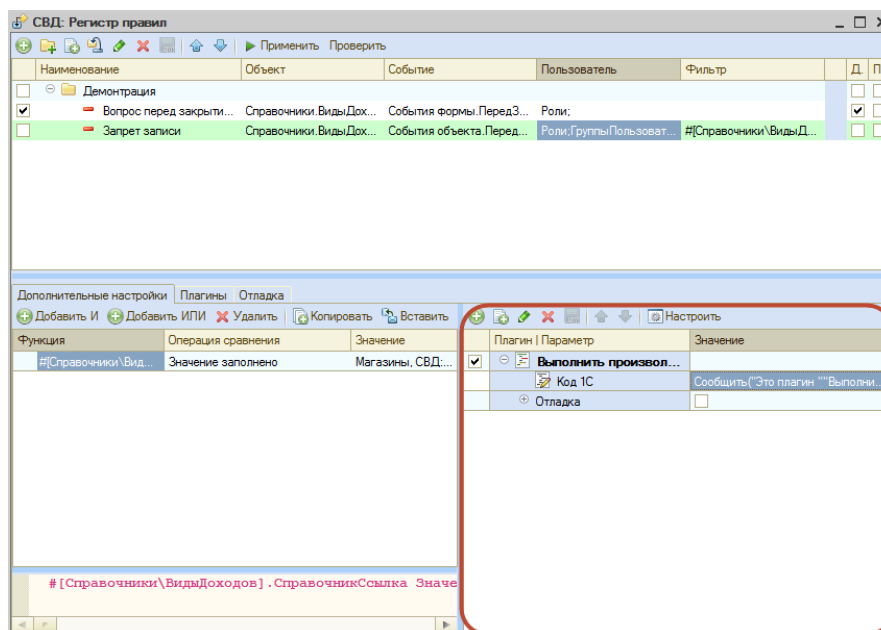 СВД: Регистр правил
Применить Проверить
Наименование Объект Событие Пользователь Фильтр Д. П
Демонтрация
Вопрос перед закрыти... Справочники.ВидыДох... События формы.ПередЗ... Роли;
Запрет записи Справочники.ВидыДох... События объекта.Перед... Роли;ГруппыПользоват... #[Справочники\ВидыД...
Дополнительные настройки Плагины Отладка
Добавить И Добавить ИЛИ Удалить Копировать Вставить Настроить
Функция Операция сравнения Значение Плагин | Параметр Значение
#[Справочники\Вид... Значение заполнено Магазины, СВД:... Выполнить произвол...
Код 1С Сообщить("Это плагин ""Выполни...
Отладка
#[Справочники\ВидыДоходов].СправочникСсылка Значе